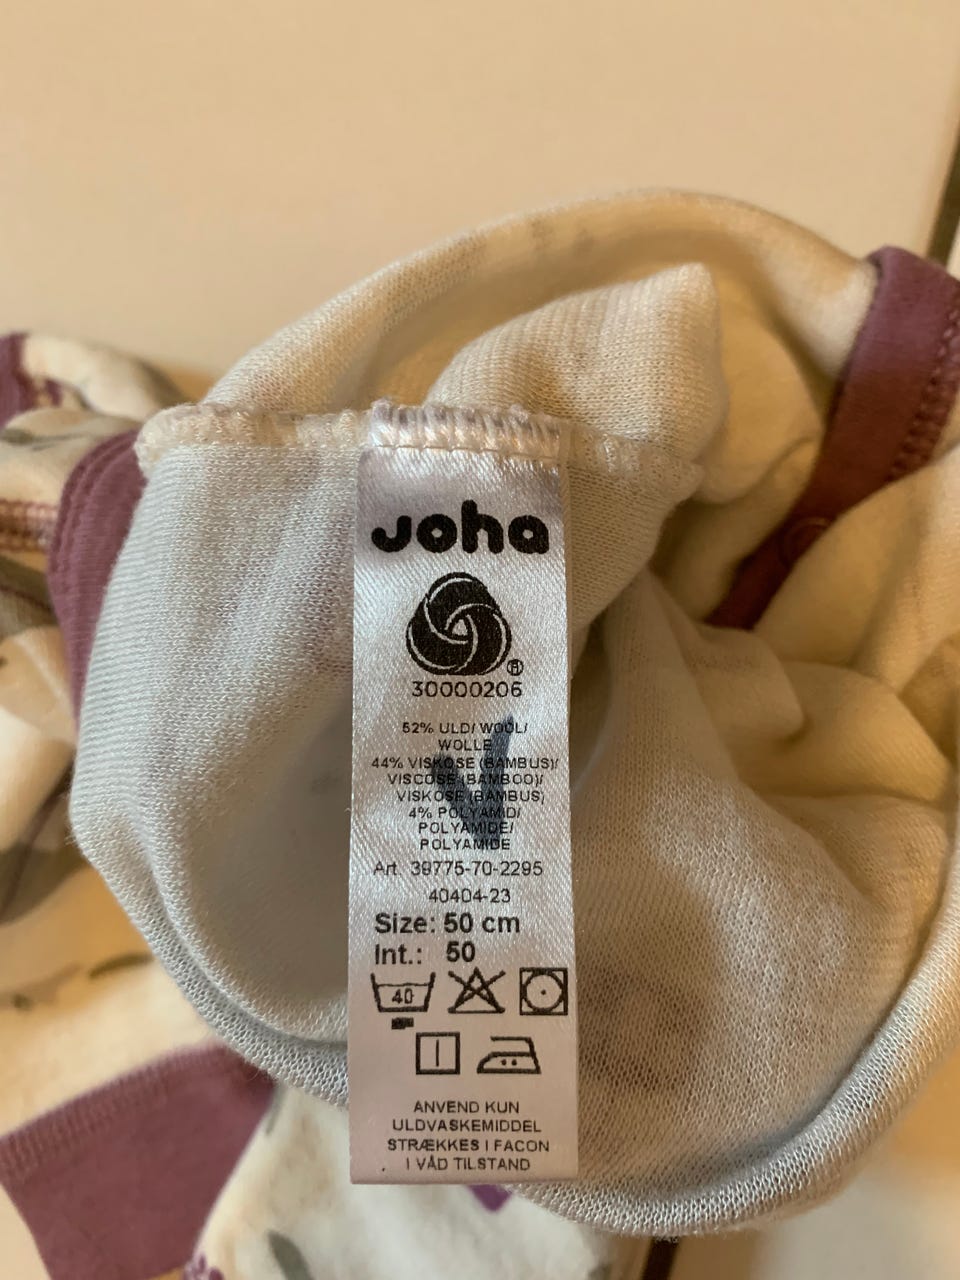 Joha
®
30000206
52% ULD/ WOOL/
WOLLE
44% VISKOSE (BAMBUS)/
VISCOSE (BAMBOO)/
VISKOSE (BAMBUS)
4% POLYAMID/
POLYAMIDE/
POLYAMIDE
Art. 39775-70-2295
40404-23
Size: 50 cm
Int.: 50
40
ANVEND KUN
ULDVASKEMIDDEL
STRÆKKES I FACON
I VÅD TILSTAND